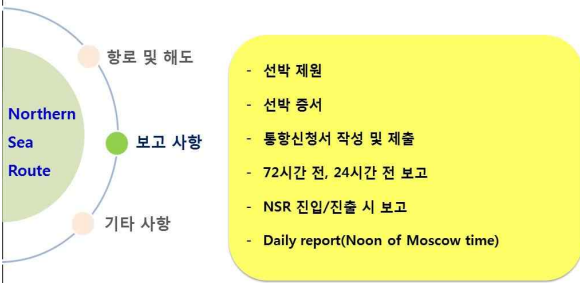 Northern
Sea
Route
항로 및 해도
보고 사항
기타 사항
- 선박 제원
- 선박 증서
- 통항신청서 작성 및 제출
- 72시간 전, 24시간 전 보고
- NSR 진입/진출 시 보고
- Daily report(Noon of Moscow time)